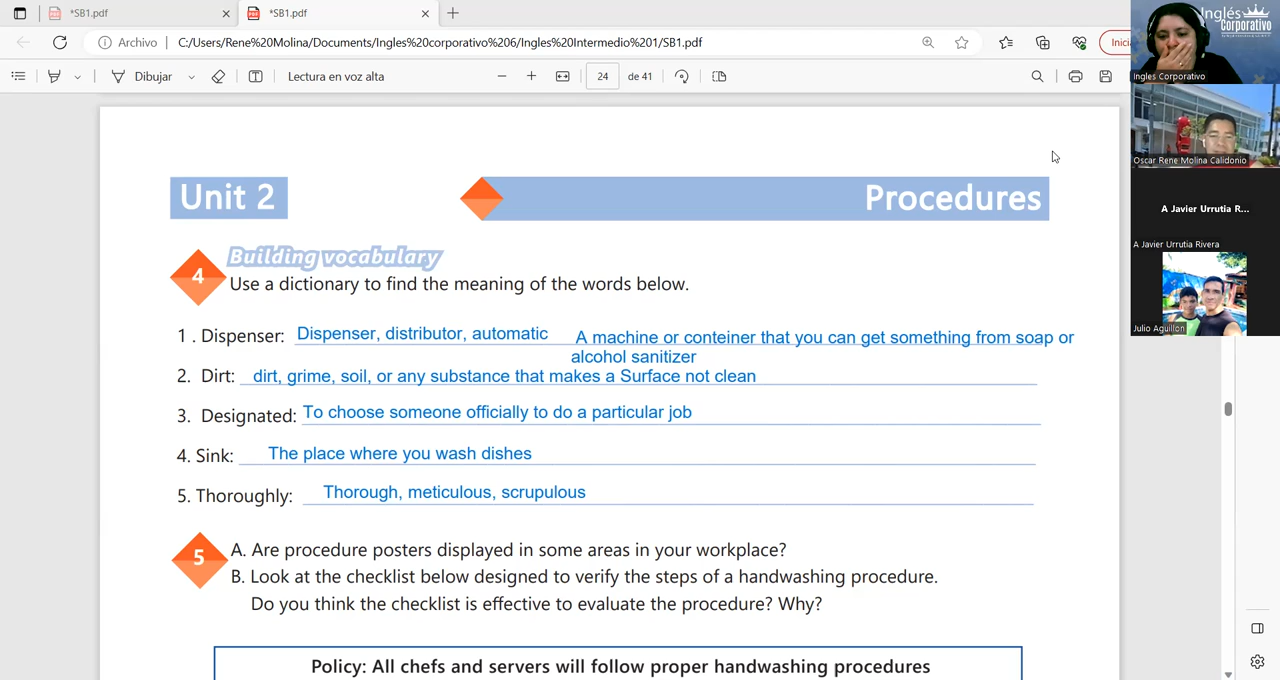 *SB1.pdf
*SB1.pdf
Archivo C:/Users/Rene%20Molina/Documents/Ingles%20corporativo%206/Ingles%20Intermedio%201/SB1.pdf
Inici
Dibujar
Lectura en voz alta
24 de 41
Inglés Corporativo
Ingles Corporativo
Oscar Rene Molina Calidonio
A Javier Urrutia R...
A Javier Urrutia Rivera
Julio Aguillon
Unit 2
Procedures
4 Building vocabulary
Use a dictionary to find the meaning of the words below.
1 . Dispenser: Dispenser, distributor, automatic A machine or conteiner that you can get something from soap or
alcohol sanitizer
2. Dirt: dirt, grime, soil, or any substance that makes a Surface not clean
3. Designated: To choose someone officially to do a particular job
4. Sink: The place where you wash dishes
5. Thoroughly: Thorough, meticulous, scrupulous
5 A. Are procedure posters displayed in some areas in your workplace?
B. Look at the checklist below designed to verify the steps of a handwashing procedure.
Do you think the checklist is effective to evaluate the procedure? Why?
Policy: All chefs and servers will follow proper handwashing procedures